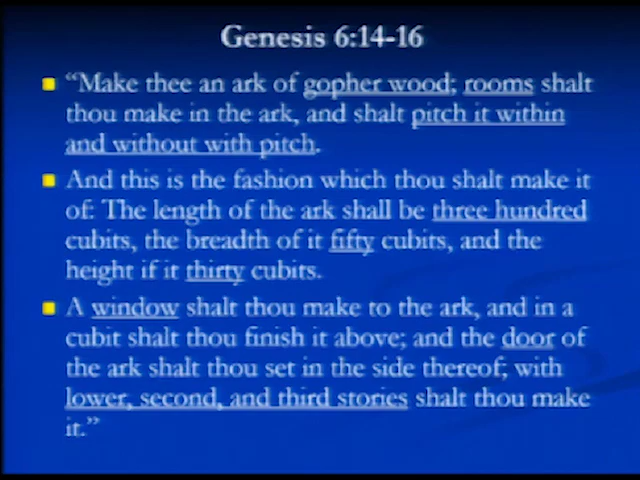 Genesis 6:14-16
“Make thee an ark of gopher wood; rooms shalt
thou make in the ark, and shalt pitch it within
and without with pitch.
And this is the fashion which thou shalt make it
of: The length of the ark shall be three hundred
cubits, the breadth of it fifty cubits, and the
height if it thirty cubits.
A window shalt thou make to the ark, and in a
cubit shalt thou finish it above; and the door of
the ark shalt thou set in the side thereof; with
lower, second, and third stories shalt thou make
it.”